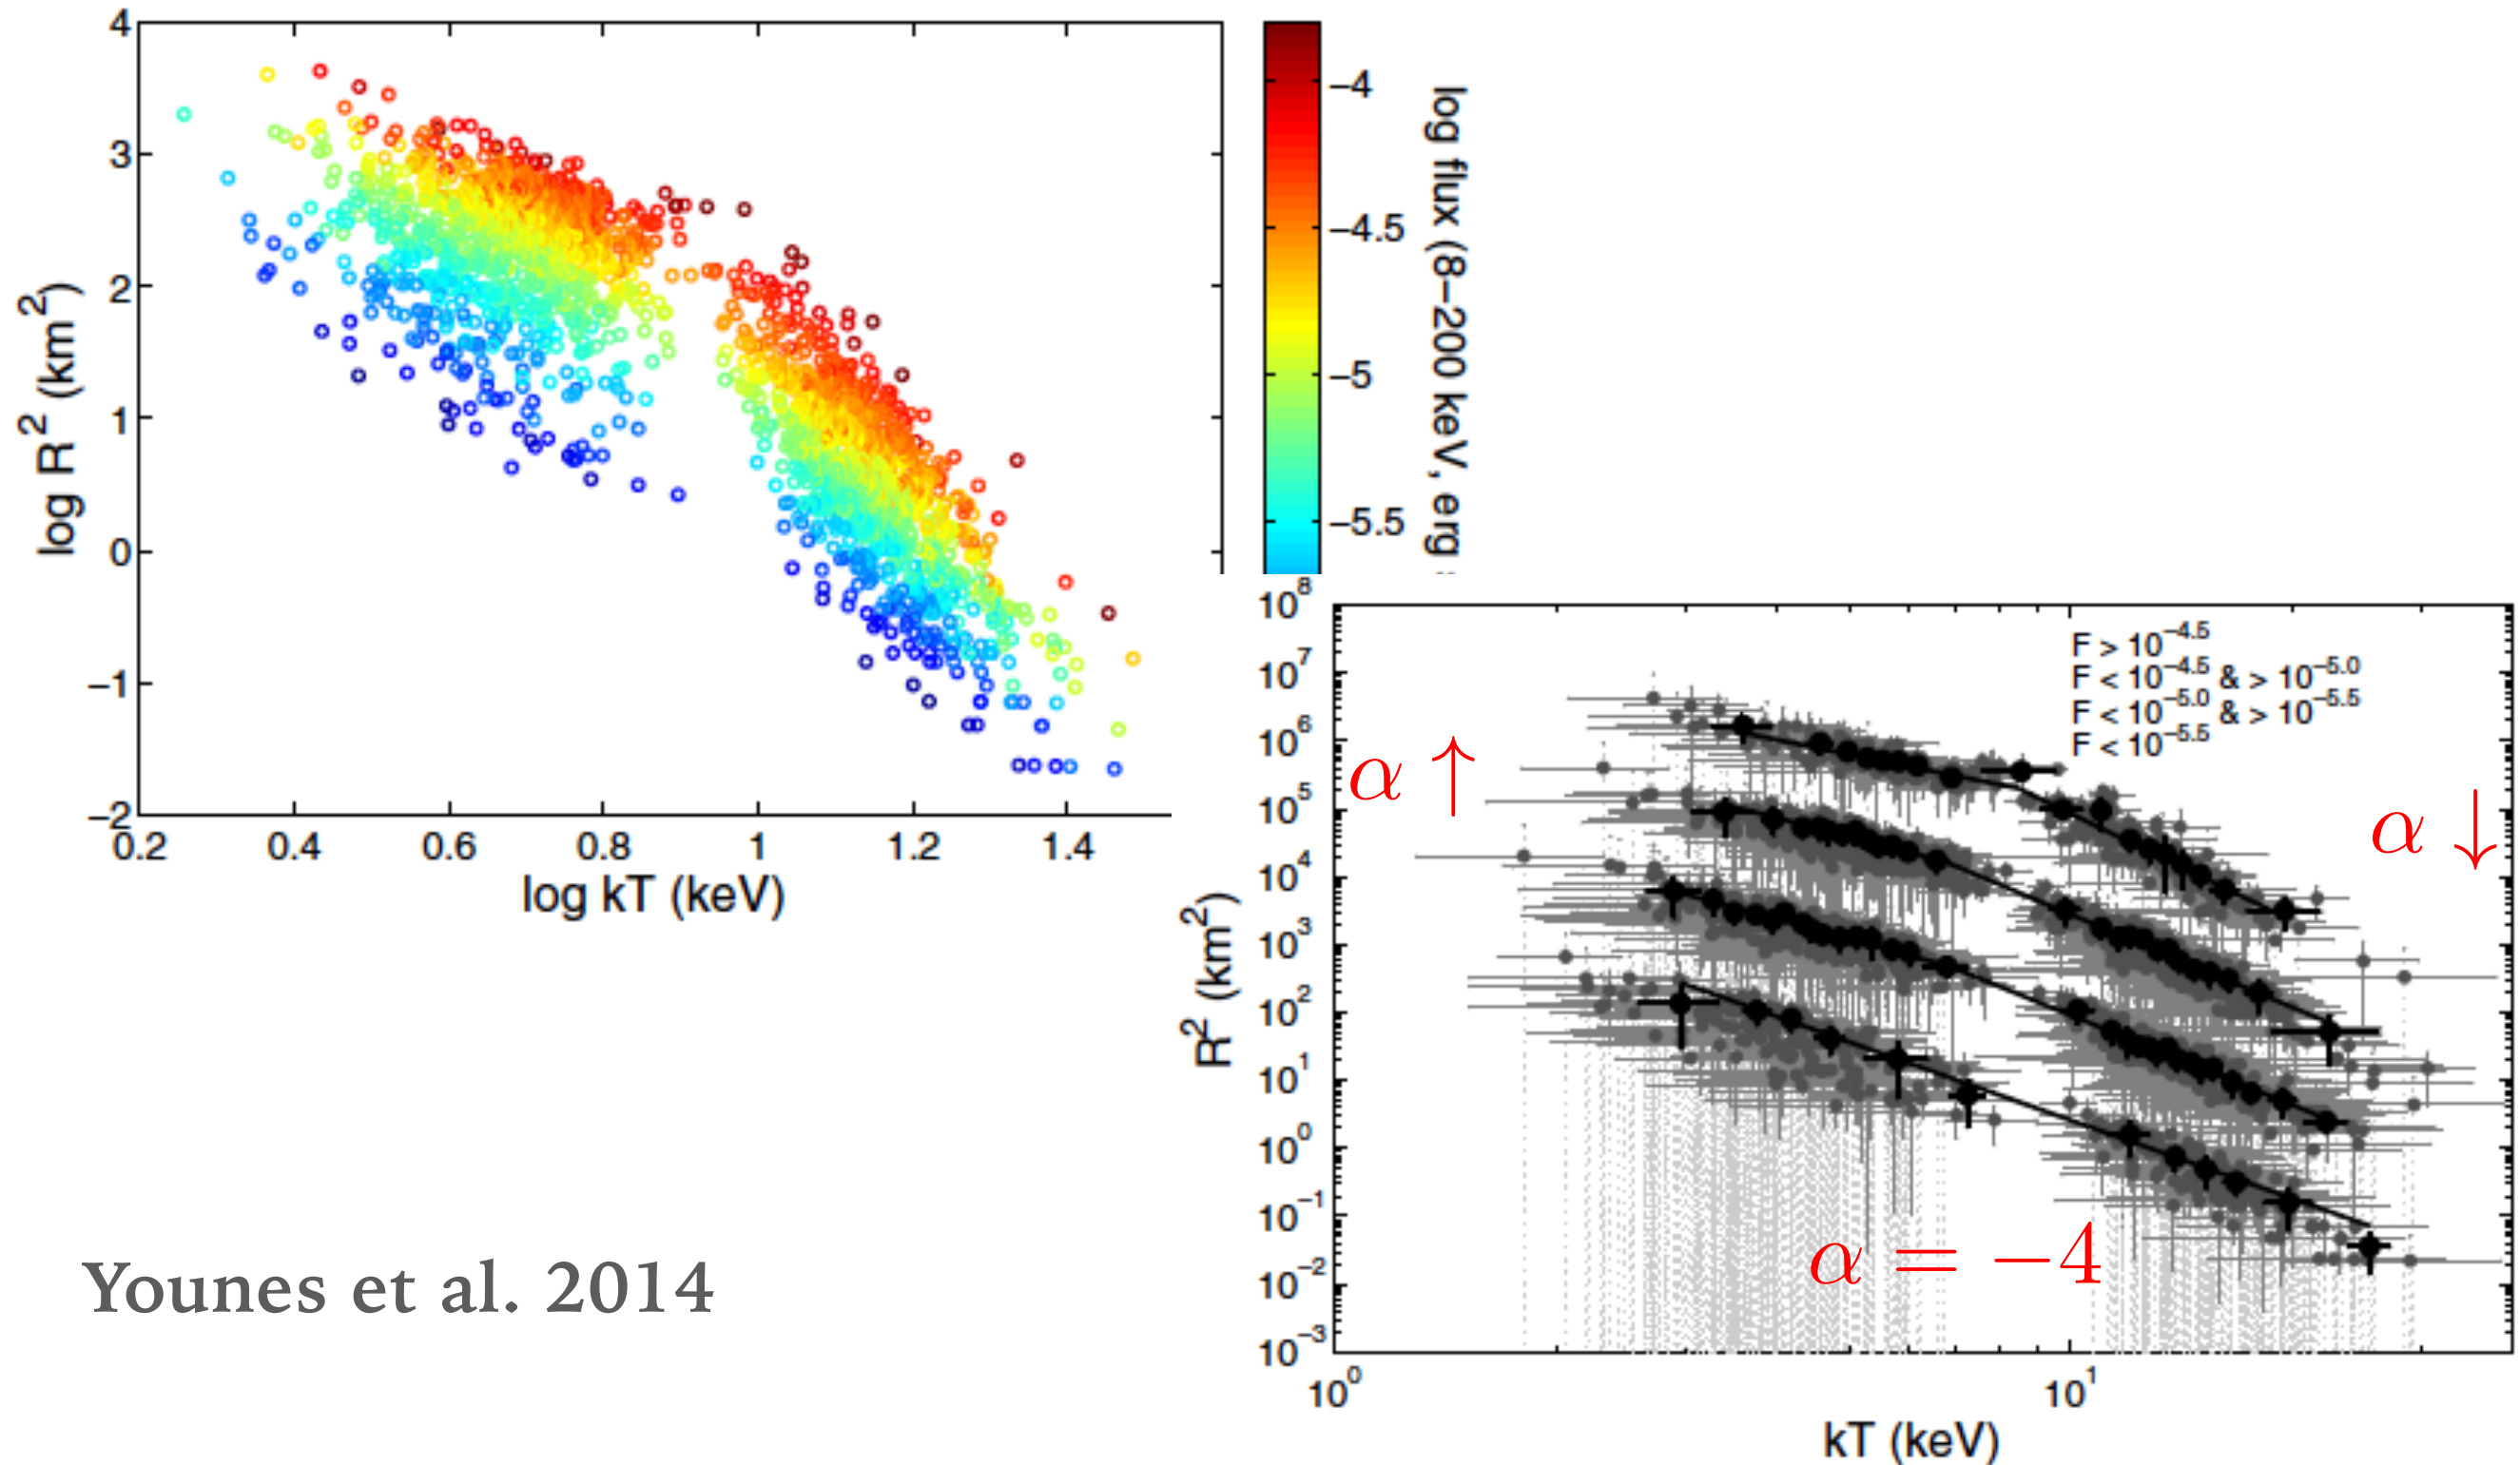 4
3
2
1
0
−1
−2
log R² (km²)
0.2 0.4 0.6 0.8 1 1.2 1.4
log kT (keV)
−4
−4.5
−5
−5.5
log flux (8−200 keV, erg
10⁸
10⁷
10⁶
10⁵
10⁴
10³
10²
10¹
10⁰
10⁻¹
10⁻²
10⁻³
R² (km²)
F > 10⁻⁴·⁵
F < 10⁻⁴·⁵ & > 10⁻⁵·⁰
F < 10⁻⁵·⁰ & > 10⁻⁵·⁵
F < 10⁻⁵·⁵
α ↑
α ↓
α = −4
10⁰ 10¹
kT (keV)
Younes et al. 2014